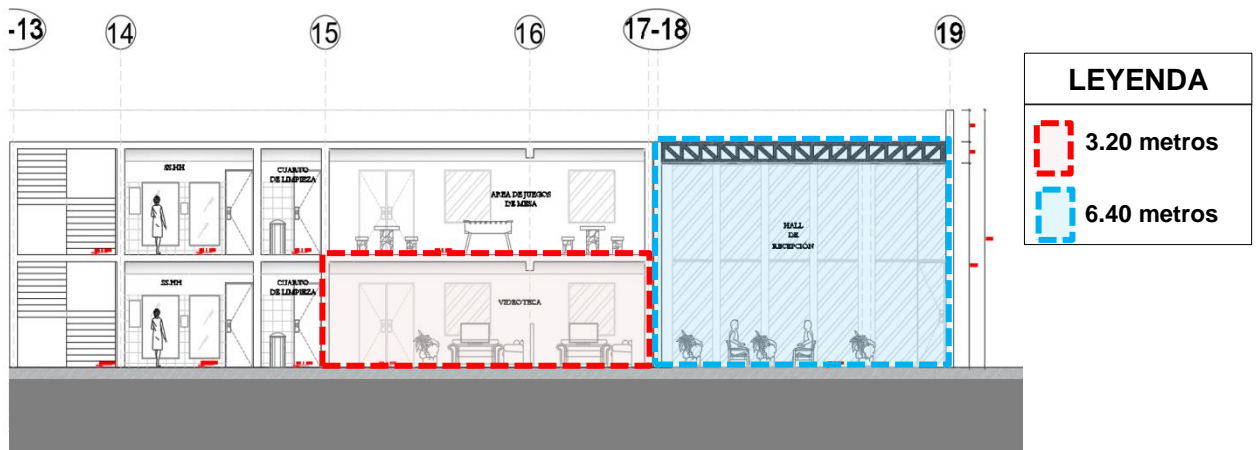 -13
14
15
16
17-18
19
LEYENDA
3.20 metros
6.40 metros
SS.HH
CUARTO
DE LIMPIEZA
AREA DE JUEGOS
DE MESA
HALL
DE
RECEPCIÓN
SS.HH
CUARTO
DE LIMPIEZA
VIDEOTECA